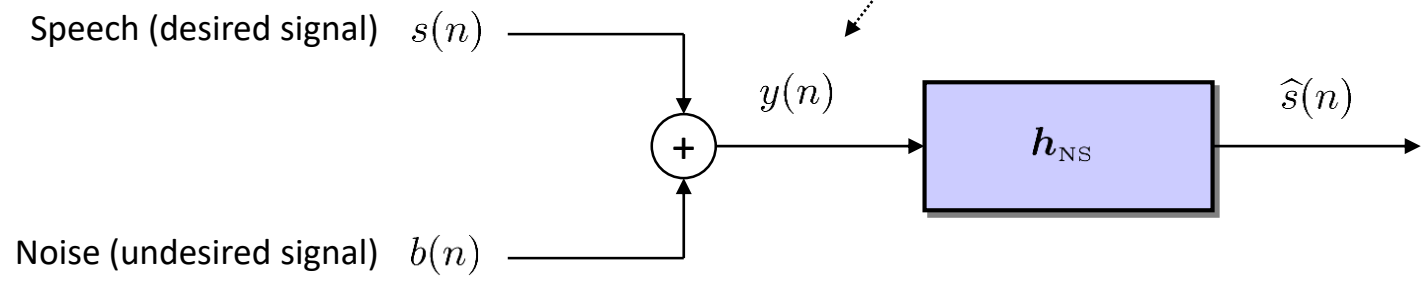 Speech (desired signal) s(n)
y(n)
ŝ(n)
+
h_NS
Noise (undesired signal) b(n)